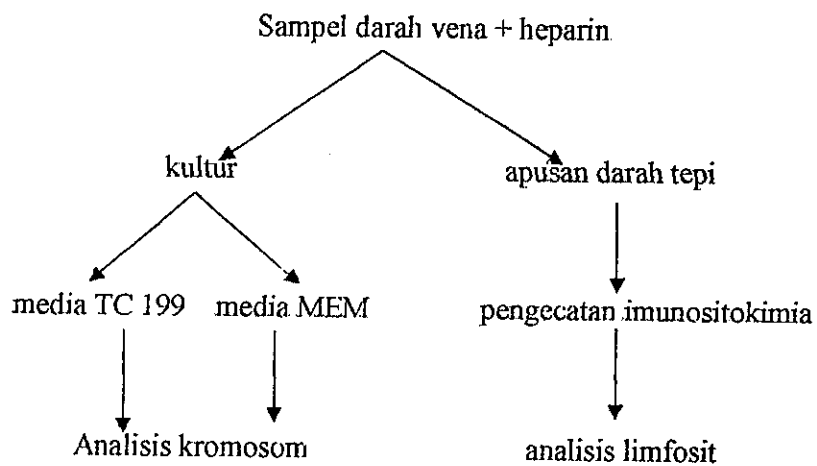 Sampel darah vena + heparin
kultur
apusan darah tepi
media TC 199
media MEM
pengecatan imunositokimia
Analisis kromosom
analisis limfosit